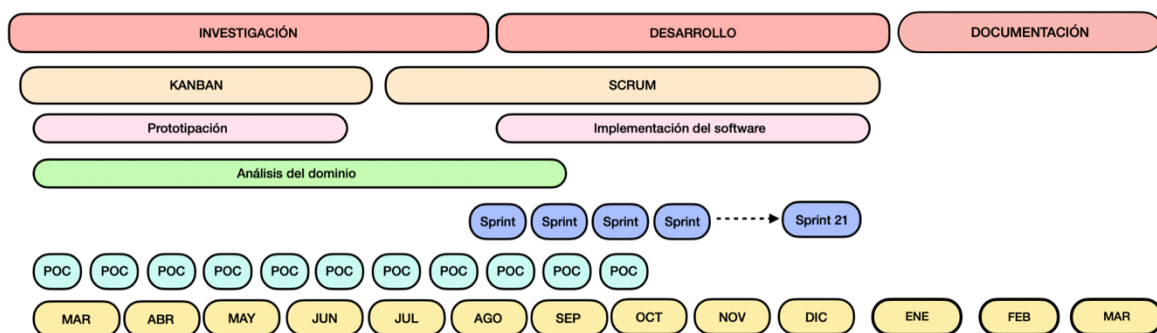 INVESTIGACIÓN DESARROLLO DOCUMENTACIÓN
KANBAN SCRUM
Prototipación Implementación del software
Análisis del dominio
Sprint Sprint Sprint Sprint Sprint 21
POC POC POC POC POC POC POC POC POC POC POC
MAR ABR MAY JUN JUL AGO SEP OCT NOV DIC ENE FEB MAR